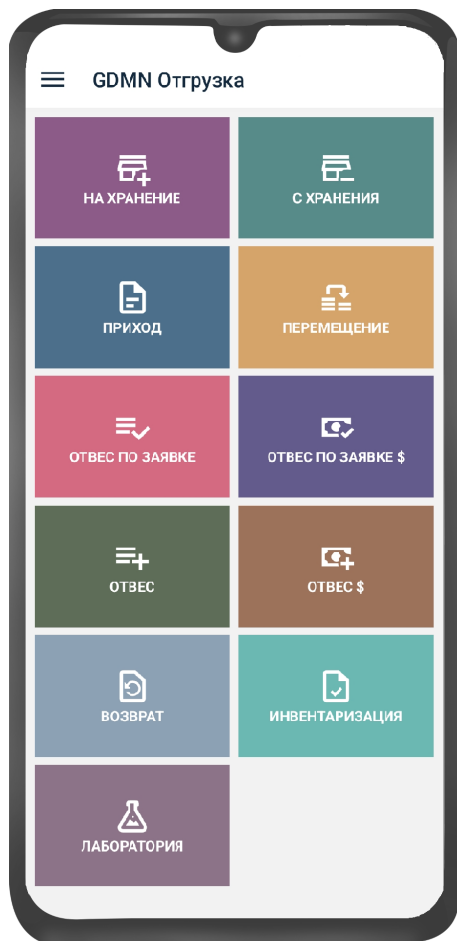 GDMN Отгрузка
НА ХРАНЕНИЕ
С ХРАНЕНИЯ
ПРИХОД
ПЕРЕМЕЩЕНИЕ
ОТВЕС ПО ЗАЯВКЕ
ОТВЕС ПО ЗАЯВКЕ $
ОТВЕС
ОТВЕС $
ВОЗВРАТ
ИНВЕНТАРИЗАЦИЯ
ЛАБОРАТОРИЯ